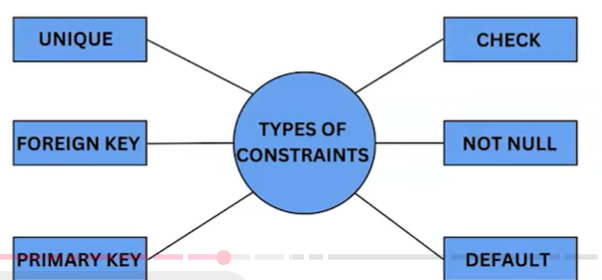 UNIQUE
CHECK
TYPES OF
CONSTRAINTS
FOREIGN KEY
NOT NULL
PRIMARY KEY
DEFAULT